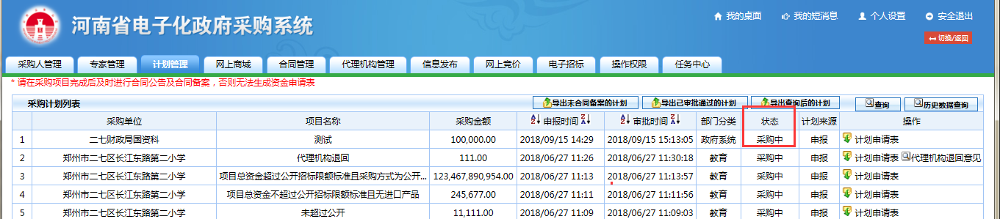 河南省电子化政府采购系统
我的桌面 我的短消息 个人设置 安全退出
切换/返回
采购人管理 专家管理 计划管理 网上商城 合同管理 代理机构管理 信息发布 网上竞价 电子招标 操作权限 任务中心
* 请在采购项目完成后及时进行合同公告及合同备案，否则无法生成资金申请表
采购计划列表 导出未合同备案的计划 导出已审批通过的计划 导出查询后的计划 查询 历史数据查询
采购单位 项目名称 采购金额 申报时间 审批时间 部门分类 状态 计划来源 操作
1 二七财政局国资科 测试 100,000.00 2018/09/15 14:29 2018/09/15 15:13:05 政府系统 采购中 申报 计划申请表
2 郑州市二七区长江东路第二小学 代理机构退回 111.00 2018/06/27 11:26 2018/06/27 11:30:18 教育 采购中 申报 计划申请表 代理机构退回意见
3 郑州市二七区长江东路第二小学 项目总资金超过公开招标限额标准且采购方式为公开... 123,467,890,954.00 2018/06/27 11:13 2018/06/27 11:13:57 教育 采购中 申报 计划申请表
4 郑州市二七区长江东路第二小学 项目总资金不超过公开招标限额标准且无进口产品 245,677.00 2018/06/27 11:11 2018/06/27 11:11:56 教育 采购中 申报 计划申请表
5 郑州市二七区长江东路第二小学 未超过公开 11,111.00 2018/06/27 11:09 2018/06/27 11:09:03 教育 采购中 申报 计划申请表